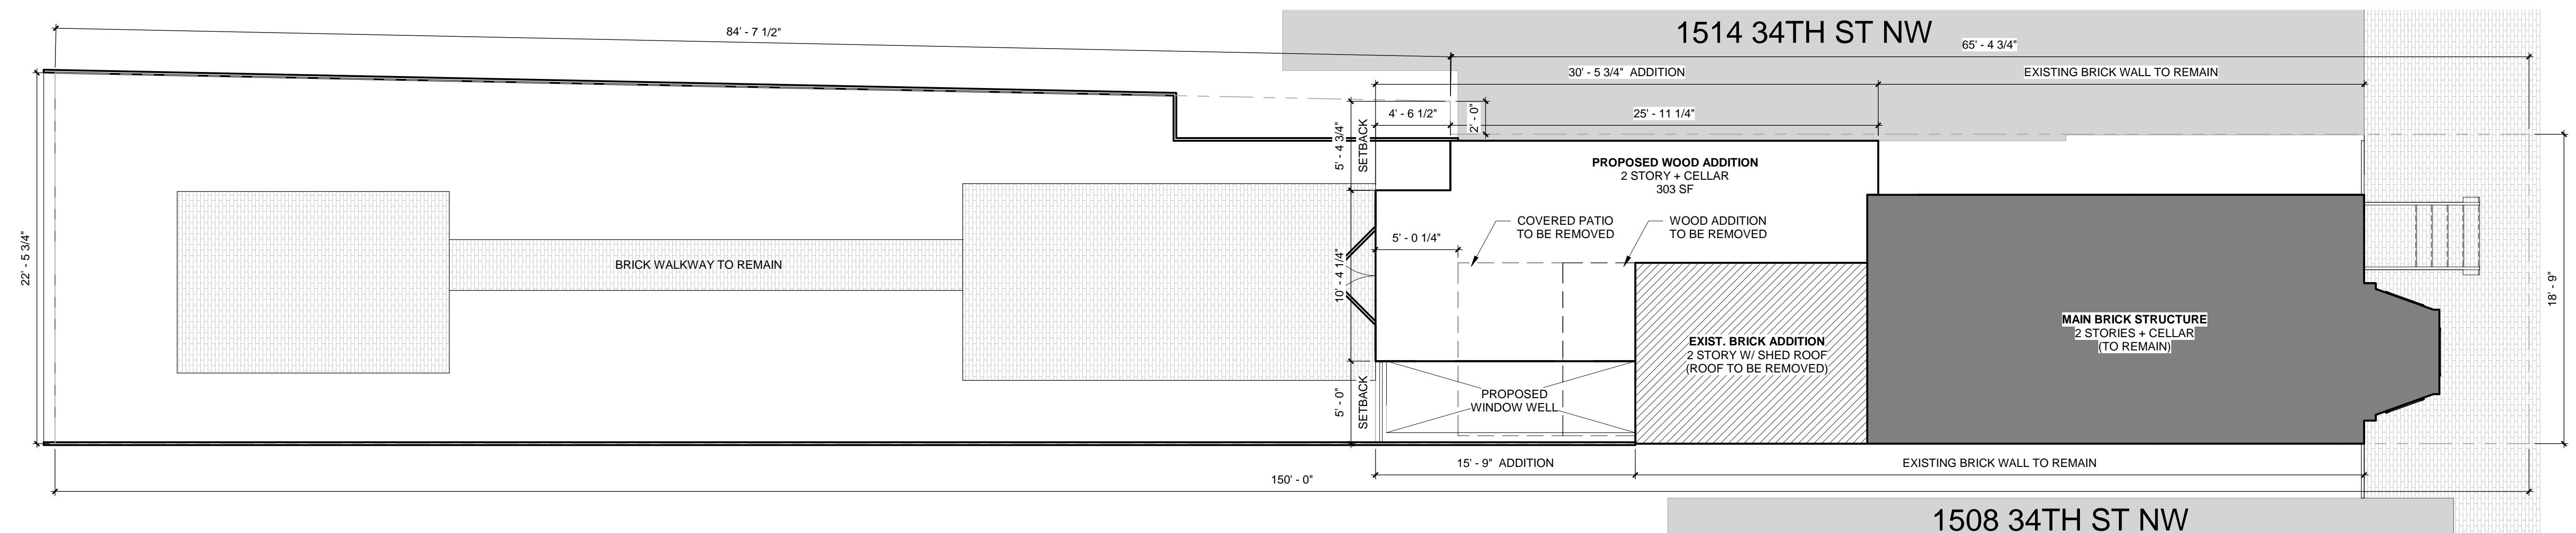 1514 34TH ST NW
84' - 7 1/2"
65' - 4 3/4"
30' - 5 3/4" ADDITION
EXISTING BRICK WALL TO REMAIN
4' - 6 1/2"
25' - 11 1/4"
2' - 0"
5' - 4 3/4"
SETBACK
PROPOSED WOOD ADDITION
2 STORY + CELLAR
303 SF
COVERED PATIO
TO BE REMOVED
WOOD ADDITION
TO BE REMOVED
5' - 0 1/4"
22' - 5 3/4"
BRICK WALKWAY TO REMAIN
10' - 4 1/4"
18' - 9"
MAIN BRICK STRUCTURE
2 STORIES + CELLAR
(TO REMAIN)
EXIST. BRICK ADDITION
2 STORY W/ SHED ROOF
(ROOF TO BE REMOVED)
PROPOSED
WINDOW WELL
5' - 0"
SETBACK
15' - 9" ADDITION
EXISTING BRICK WALL TO REMAIN
150' - 0"
1508 34TH ST NW